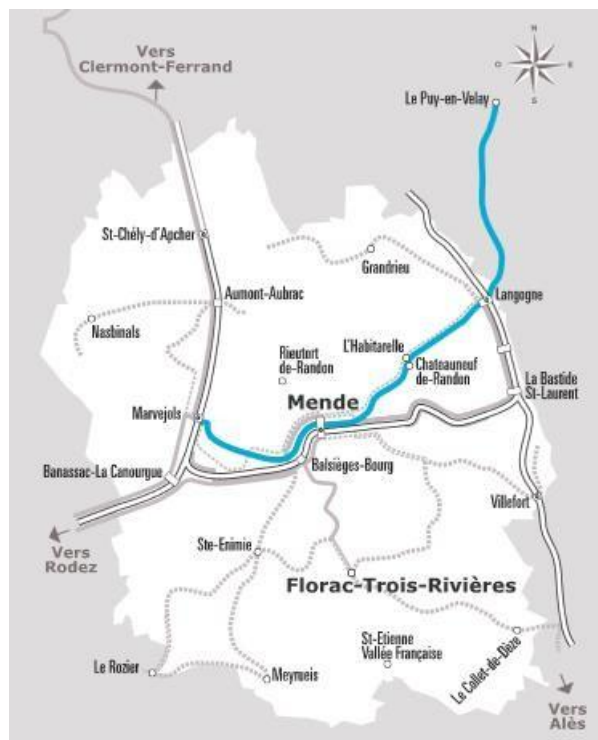 Vers
Clermont-Ferrand
N
O
E
S
Le Puy-en-Velay
St-Chély-d'Apcher
Grandrieu
Aumont-Aubrac
Langogne
Nasbinals
L'Habitarelle
Rieutort
de-Randon
Chateauneuf
de-Randon
La Bastide
St-Laurent
Mende
Marvejols
Balsièges-Bourg
Banassac-La Canourgue
Villefort
Vers
Rodez
Ste-Enimie
Florac-Trois-Rivières
St-Etienne
Vallée Française
Le Collet-de-Dèze
Le Rozier
Meyrueis
Vers
Alès